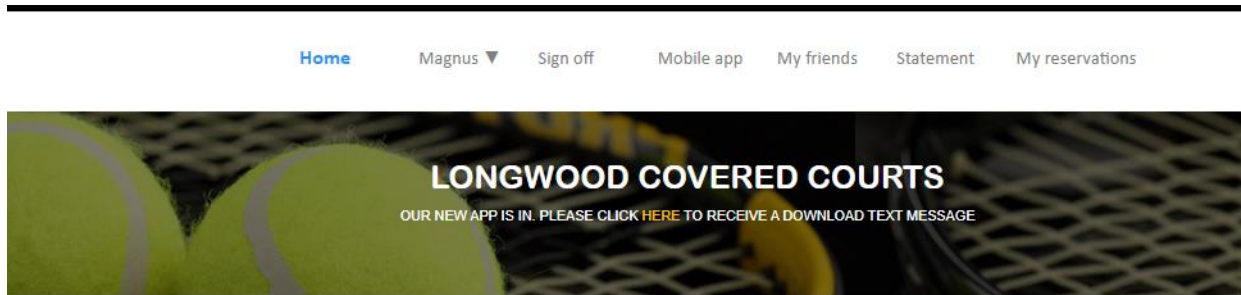 Home Magnus ▼ Sign off Mobile app My friends Statement My reservations
LONGWOOD COVERED COURTS
OUR NEW APP IS IN. PLEASE CLICK HERE TO RECEIVE A DOWNLOAD TEXT MESSAGE